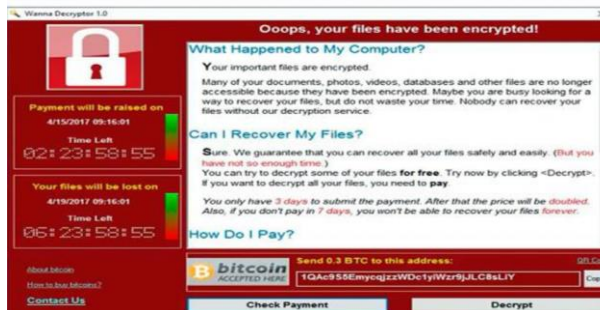 Wanna Decryptor 1.0
Ooops, your files have been encrypted!
What Happened to My Computer?
Your important files are encrypted.
Many of your documents, photos, videos, databases and other files are no longer
accessible because they have been encrypted. Maybe you are busy looking for a
way to recover your files, but do not waste your time. Nobody can recover your
files without our decryption service.
Can I Recover My Files?
Sure. We guarantee that you can recover all your files safely and easily. (But you
have not so enough time.)
You can try to decrypt some of your files for free. Try now by clicking <Decrypt>.
If you want to decrypt all your files, you need to pay.
You only have 3 days to submit the payment. After that the price will be doubled.
Also, if you don't pay in 7 days, you won't be able to recover your files forever.
How Do I Pay?
Payment will be raised on
4/15/2017 09:16:01
Time Left
02:23:58:55
Your files will be lost on
4/19/2017 09:16:01
Time Left
06:23:58:55
About bitcoin
How to buy bitcoins?
Contact Us
bitcoin
ACCEPTED HERE
Send 0.3 BTC to this address:
QR Co
Cop
Check Payment
Decrypt